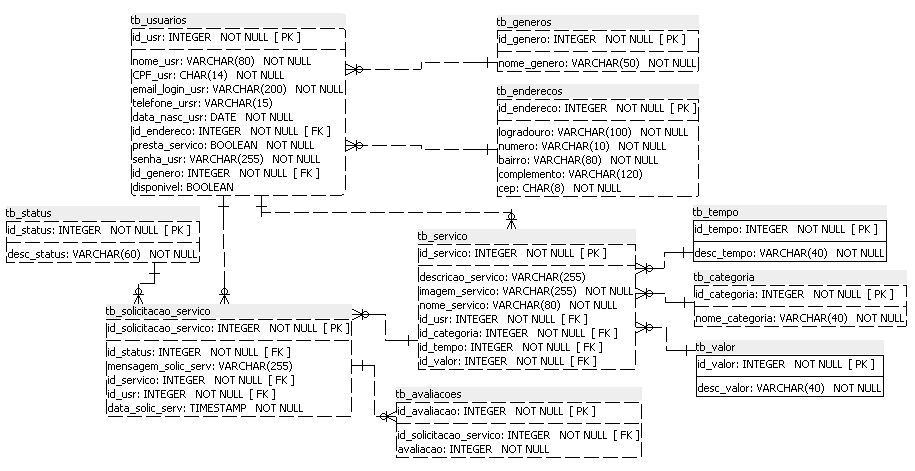 tb_usuarios
id_usr: INTEGER NOT NULL [ PK ]
nome_usr: VARCHAR(80) NOT NULL
CPF_usr: CHAR(14) NOT NULL
email_login_usr: VARCHAR(200) NOT NULL
telefone_ursr: VARCHAR(15)
data_nasc_usr: DATE NOT NULL
id_endereco: INTEGER NOT NULL [ FK ]
presta_servico: BOOLEAN NOT NULL
senha_usr: VARCHAR(255) NOT NULL
id_genero: INTEGER NOT NULL [ FK ]
disponivel: BOOLEAN
tb_generos
id_genero: INTEGER NOT NULL [ PK ]
nome_genero: VARCHAR(50) NOT NULL
tb_enderecos
id_endereco: INTEGER NOT NULL [ PK ]
logradouro: VARCHAR(100) NOT NULL
numero: VARCHAR(10) NOT NULL
bairro: VARCHAR(80) NOT NULL
complemento: VARCHAR(120)
cep: CHAR(8) NOT NULL
tb_status
id_status: INTEGER NOT NULL [ PK ]
desc_status: VARCHAR(60) NOT NULL
tb_servico
id_servico: INTEGER NOT NULL [ PK ]
descricao_servico: VARCHAR(255)
imagem_servico: VARCHAR(255) NOT NULL
nome_servico: VARCHAR(80) NOT NULL
id_usr: INTEGER NOT NULL [ FK ]
id_categoria: INTEGER NOT NULL [ FK ]
id_tempo: INTEGER NOT NULL [ FK ]
id_valor: INTEGER NOT NULL [ FK ]
tb_tempo
id_tempo: INTEGER NOT NULL [ PK ]
desc_tempo: VARCHAR(40) NOT NULL
tb_categoria
id_categoria: INTEGER NOT NULL [ PK ]
nome_categoria: VARCHAR(40) NOT NULL
tb_valor
id_valor: INTEGER NOT NULL [ PK ]
desc_valor: VARCHAR(40) NOT NULL
tb_solicitacao_servico
id_solicitacao_servico: INTEGER NOT NULL [ PK ]
id_status: INTEGER NOT NULL [ FK ]
mensagem_solic_serv: VARCHAR(255)
id_servico: INTEGER NOT NULL [ FK ]
id_usr: INTEGER NOT NULL [ FK ]
data_solic_serv: TIMESTAMP NOT NULL
tb_avaliacoes
id_avaliacao: INTEGER NOT NULL [ PK ]
id_solicitacao_servico: INTEGER NOT NULL [ FK ]
avaliacao: INTEGER NOT NULL